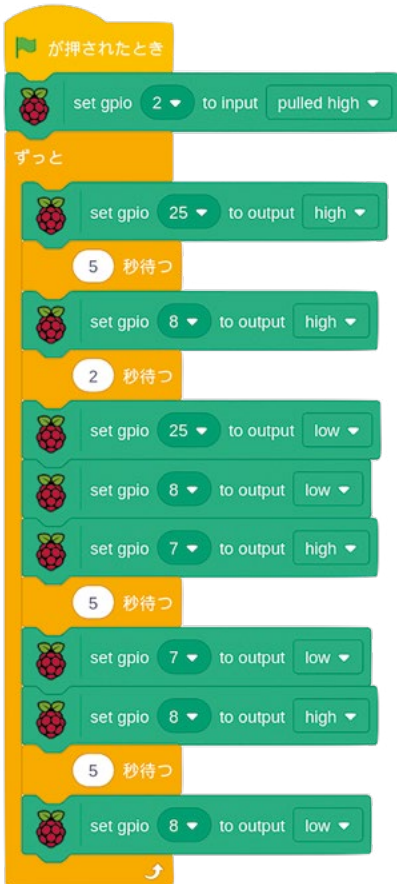 が押されたとき
set gpio 2 to input pulled high
ずっと
set gpio 25 to output high
5 秒待つ
set gpio 8 to output high
2 秒待つ
set gpio 25 to output low
set gpio 8 to output low
set gpio 7 to output high
5 秒待つ
set gpio 7 to output low
set gpio 8 to output high
5 秒待つ
set gpio 8 to output low